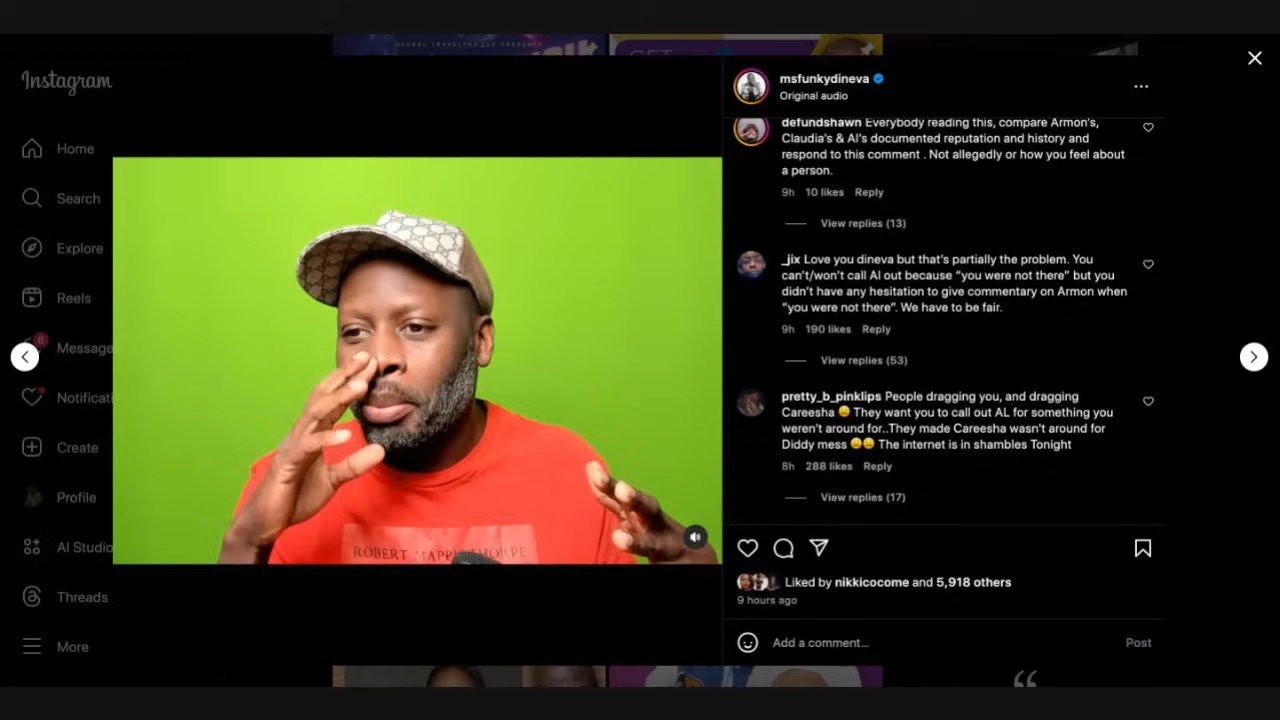 GLOBAL TRAVELERS
PRESENTS
GET
Instagram
Home
Search
Explore
Reels
6
Message
Notificati
Create
Profile
AI Studio
Threads
More
ROBERT MAPPLETHORPE
msfunkydineva
Original audio
defundshawn Everybody reading this, compare Armon's,
Claudia's & Al's documented reputation and history and
respond to this comment . Not allegedly or how you feel about
a person.
9h 10 likes Reply
View replies (13)
_jix Love you dineva but that's partially the problem. You
can't/won't call Al out because "you were not there" but you
didn't have any hesitation to give commentary on Armon when
"you were not there". We have to be fair.
9h 190 likes Reply
View replies (53)
pretty_b_pinklips People dragging you, and dragging
Careesha 😩 They want you to call out AL for something you
weren't around for..They made Careesha wasn't around for
Diddy mess 😩😩 The internet is in shambles Tonight
8h 288 likes Reply
View replies (17)
Liked by nikkicocome and 5,918 others
9 hours ago
Add a comment...
Post